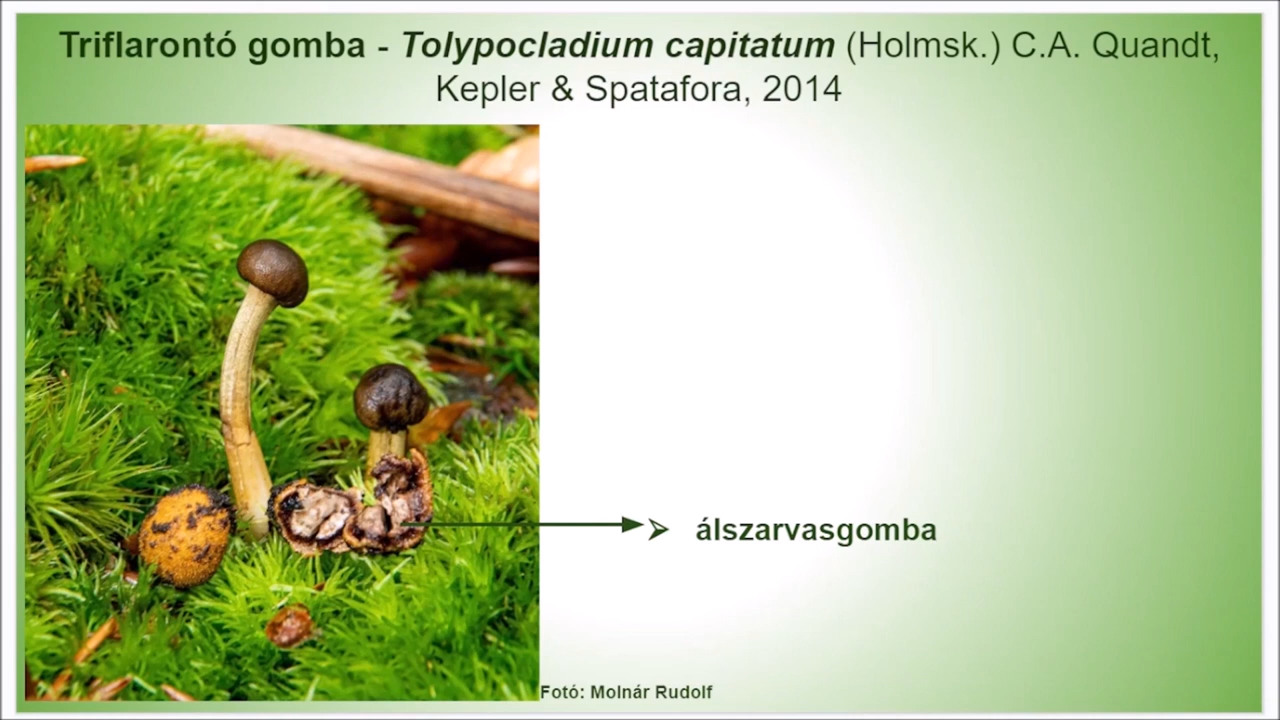 Triflarontó gomba - Tolypocladium capitatum (Holmsk.) C.A. Quandt,
Kepler & Spatafora, 2014
➢ álszarvasgomba
Fotó: Molnár Rudolf